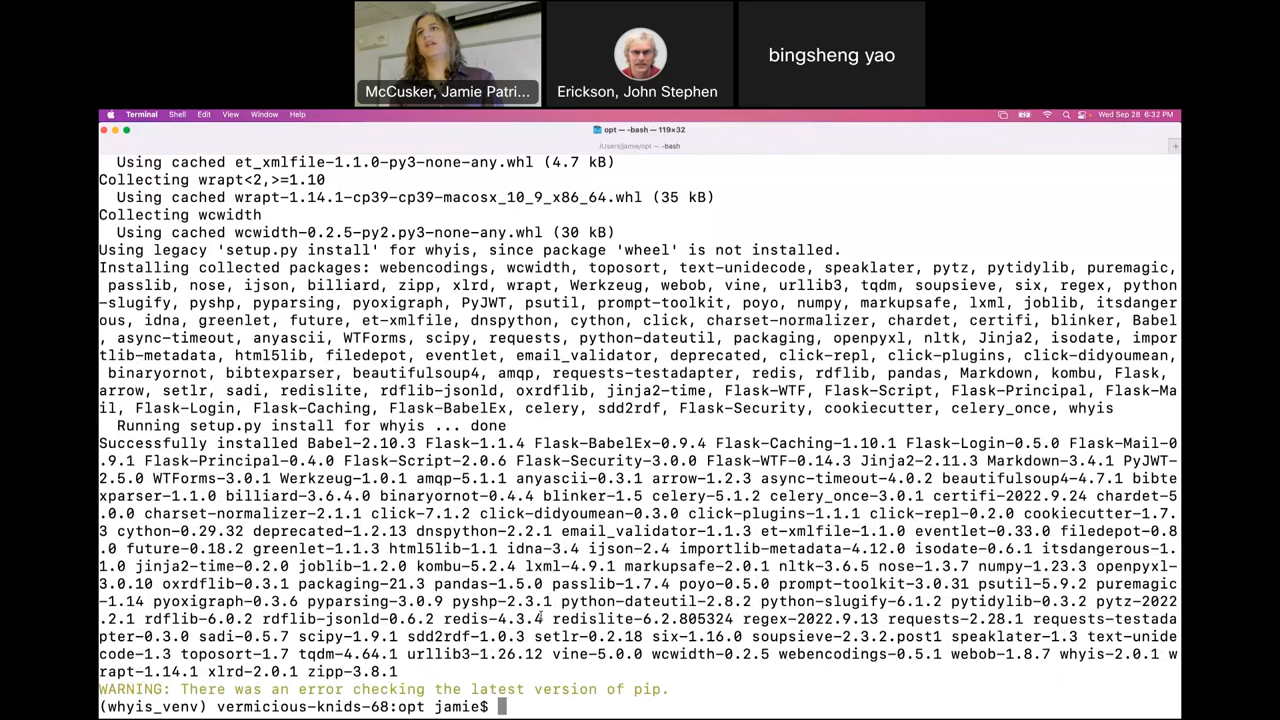 bingsheng yao
McCusker, Jamie Patri...
Erickson, John Stephen
Terminal Shell Edit View Window Help
Wed Sep 28 6:32 PM
opt — -bash — 119×32
/Users/jamie/opt — -bash
Using cached et_xmlfile-1.1.0-py3-none-any.whl (4.7 kB)
Collecting wrapt<2,>=1.10
Using cached wrapt-1.14.1-cp39-cp39-macosx_10_9_x86_64.whl (35 kB)
Collecting wcwidth
Using cached wcwidth-0.2.5-py2.py3-none-any.whl (30 kB)
Using legacy 'setup.py install' for whyis, since package 'wheel' is not installed.
Installing collected packages: webencodings, wcwidth, toposort, text-unidecode, speaklater, pytz, pytidylib, puremagic,
passlib, nose, ijson, billiard, zipp, xlrd, wrapt, Werkzeug, webob, vine, urllib3, tqdm, soupsieve, six, regex, python
-slugify, pyshp, pyparsing, pyoxigraph, PyJWT, psutil, prompt-toolkit, poyo, numpy, markupsafe, lxml, joblib, itsdanger
ous, idna, greenlet, future, et-xmlfile, dnspython, cython, click, charset-normalizer, chardet, certifi, blinker, Babel
, async-timeout, anyascii, WTForms, scipy, requests, python-dateutil, packaging, openpyxl, nltk, Jinja2, isodate, impor
tlib-metadata, html5lib, filedepot, eventlet, email_validator, deprecated, click-repl, click-plugins, click-didyoumean,
binaryornot, bibtexparser, beautifulsoup4, amqp, requests-testadapter, redis, rdflib, pandas, Markdown, kombu, Flask,
arrow, setlr, sadi, redislite, rdflib-jsonld, oxrdflib, jinja2-time, Flask-WTF, Flask-Script, Flask-Principal, Flask-Ma
il, Flask-Login, Flask-Caching, Flask-BabelEx, celery, sdd2rdf, Flask-Security, cookiecutter, celery_once, whyis
Running setup.py install for whyis ... done
Successfully installed Babel-2.10.3 Flask-1.1.4 Flask-BabelEx-0.9.4 Flask-Caching-1.10.1 Flask-Login-0.5.0 Flask-Mail-0
.9.1 Flask-Principal-0.4.0 Flask-Script-2.0.6 Flask-Security-3.0.0 Flask-WTF-0.14.3 Jinja2-2.11.3 Markdown-3.4.1 PyJWT-
2.5.0 WTForms-3.0.1 Werkzeug-1.0.1 amqp-5.1.1 anyascii-0.3.1 arrow-1.2.3 async-timeout-4.0.2 beautifulsoup4-4.7.1 bibte
xparser-1.1.0 billiard-3.6.4.0 binaryornot-0.4.4 blinker-1.5 celery-5.1.2 celery_once-3.0.1 certifi-2022.9.24 chardet-5
.0.0 charset-normalizer-2.1.1 click-7.1.2 click-didyoumean-0.3.0 click-plugins-1.1.1 click-repl-0.2.0 cookiecutter-1.7.
3 cython-0.29.32 deprecated-1.2.13 dnspython-2.2.1 email_validator-1.1.3 et-xmlfile-1.1.0 eventlet-0.33.0 filedepot-0.8
.0 future-0.18.2 greenlet-1.1.3 html5lib-1.1 idna-3.4 ijson-2.4 importlib-metadata-4.12.0 isodate-0.6.1 itsdangerous-1.
1.0 jinja2-time-0.2.0 joblib-1.2.0 kombu-5.2.4 lxml-4.9.1 markupsafe-2.0.1 nltk-3.6.5 nose-1.3.7 numpy-1.23.3 openpyxl-
3.0.10 oxrdflib-0.3.1 packaging-21.3 pandas-1.5.0 passlib-1.7.4 poyo-0.5.0 prompt-toolkit-3.0.31 psutil-5.9.2 puremagic
-1.14 pyoxigraph-0.3.6 pyparsing-3.0.9 pyshp-2.3.1 python-dateutil-2.8.2 python-slugify-6.1.2 pytidylib-0.3.2 pytz-2022
.2.1 rdflib-6.0.2 rdflib-jsonld-0.6.2 redis-4.3.4 redislite-6.2.805324 regex-2022.9.13 requests-2.28.1 requests-testada
pter-0.3.0 sadi-0.5.7 scipy-1.9.1 sdd2rdf-1.0.3 setlr-0.2.18 six-1.16.0 soupsieve-2.3.2.post1 speaklater-1.3 text-unide
code-1.3 toposort-1.7 tqdm-4.64.1 urllib3-1.26.12 vine-5.0.0 wcwidth-0.2.5 webencodings-0.5.1 webob-1.8.7 whyis-2.0.1 w
rapt-1.14.1 xlrd-2.0.1 zipp-3.8.1
WARNING: There was an error checking the latest version of pip.
(whyis_venv) vermicious-knids-68:opt jamie$